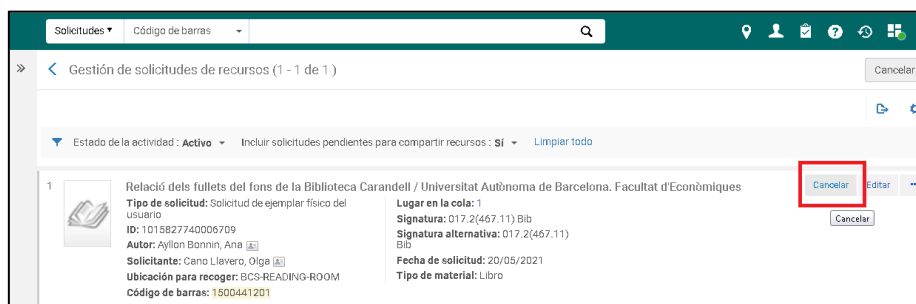 Solicitudes ▾ Código de barras
Gestión de solicitudes de recursos (1 - 1 de 1 )
Cancelar
Estado de la actividad : Activo Incluir solicitudes pendientes para compartir recursos : Sí Limpiar todo
1 Relació dels fullets del fons de la Biblioteca Carandell / Universitat Autònoma de Barcelona. Facultat d'Econòmiques
Cancelar Editar
Cancelar
Tipo de solicitud: Solicitud de ejemplar físico del
usuario
ID: 1015827740006709
Autor: Ayllon Bonnin, Ana
Solicitante: Cano Llavero, Olga
Ubicación para recoger: BCS-READING-ROOM
Código de barras: 1500441201
Lugar en la cola: 1
Signatura: 017.2(467.11) Bib
Signatura alternativa: 017.2(467.11)
Bib
Fecha de solicitud: 20/05/2021
Tipo de material: Libro